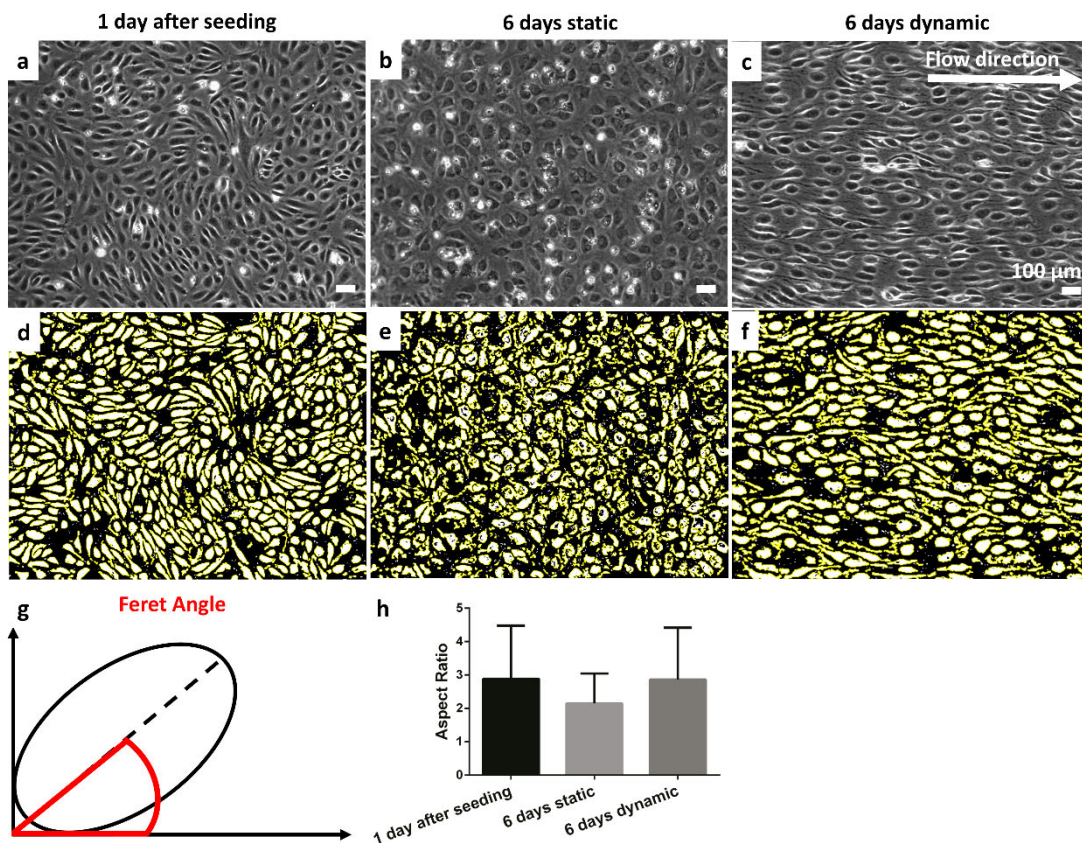 1 day after seeding
6 days static
6 days dynamic
a
b
c
Flow direction
100 µm
d
e
f
g
Feret Angle
h
5
4
3
2
1
0
Aspect Ratio
1 day after seeding
6 days static
6 days dynamic